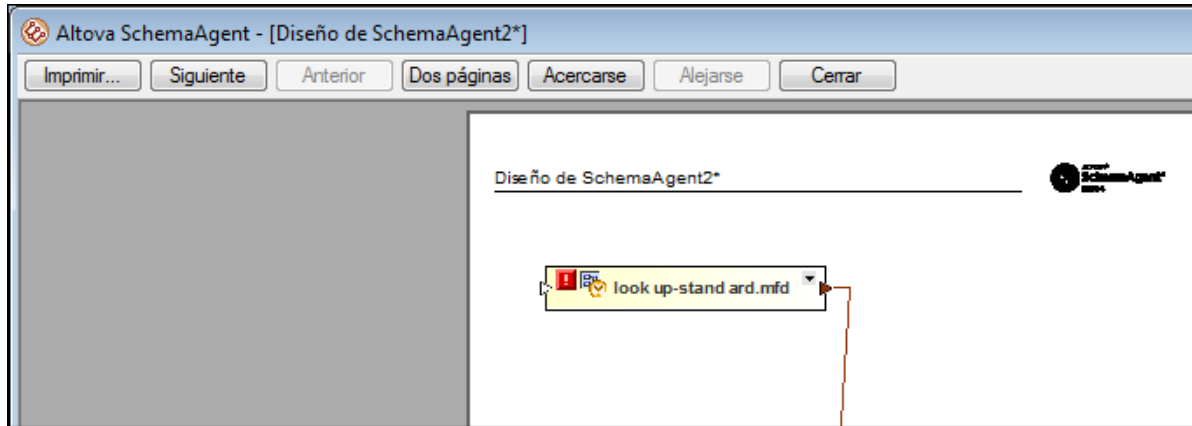 Altova SchemaAgent - [Diseño de SchemaAgent2*]
Imprimir... Siguiente Anterior Dos páginas Acercarse Alejarse Cerrar
Diseño de SchemaAgent2*
SchemaAgent®
look up-stand ard.mfd